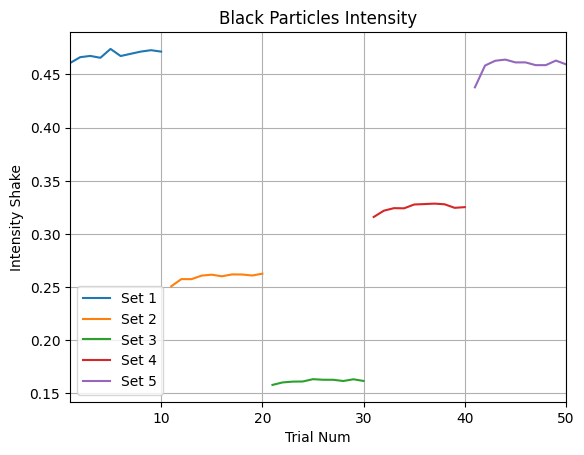 Black Particles Intensity
Intensity Shake
0.45
0.40
0.35
0.30
0.25
0.20
0.15
Set 1
Set 2
Set 3
Set 4
Set 5
10 20 30 40 50
Trial Num